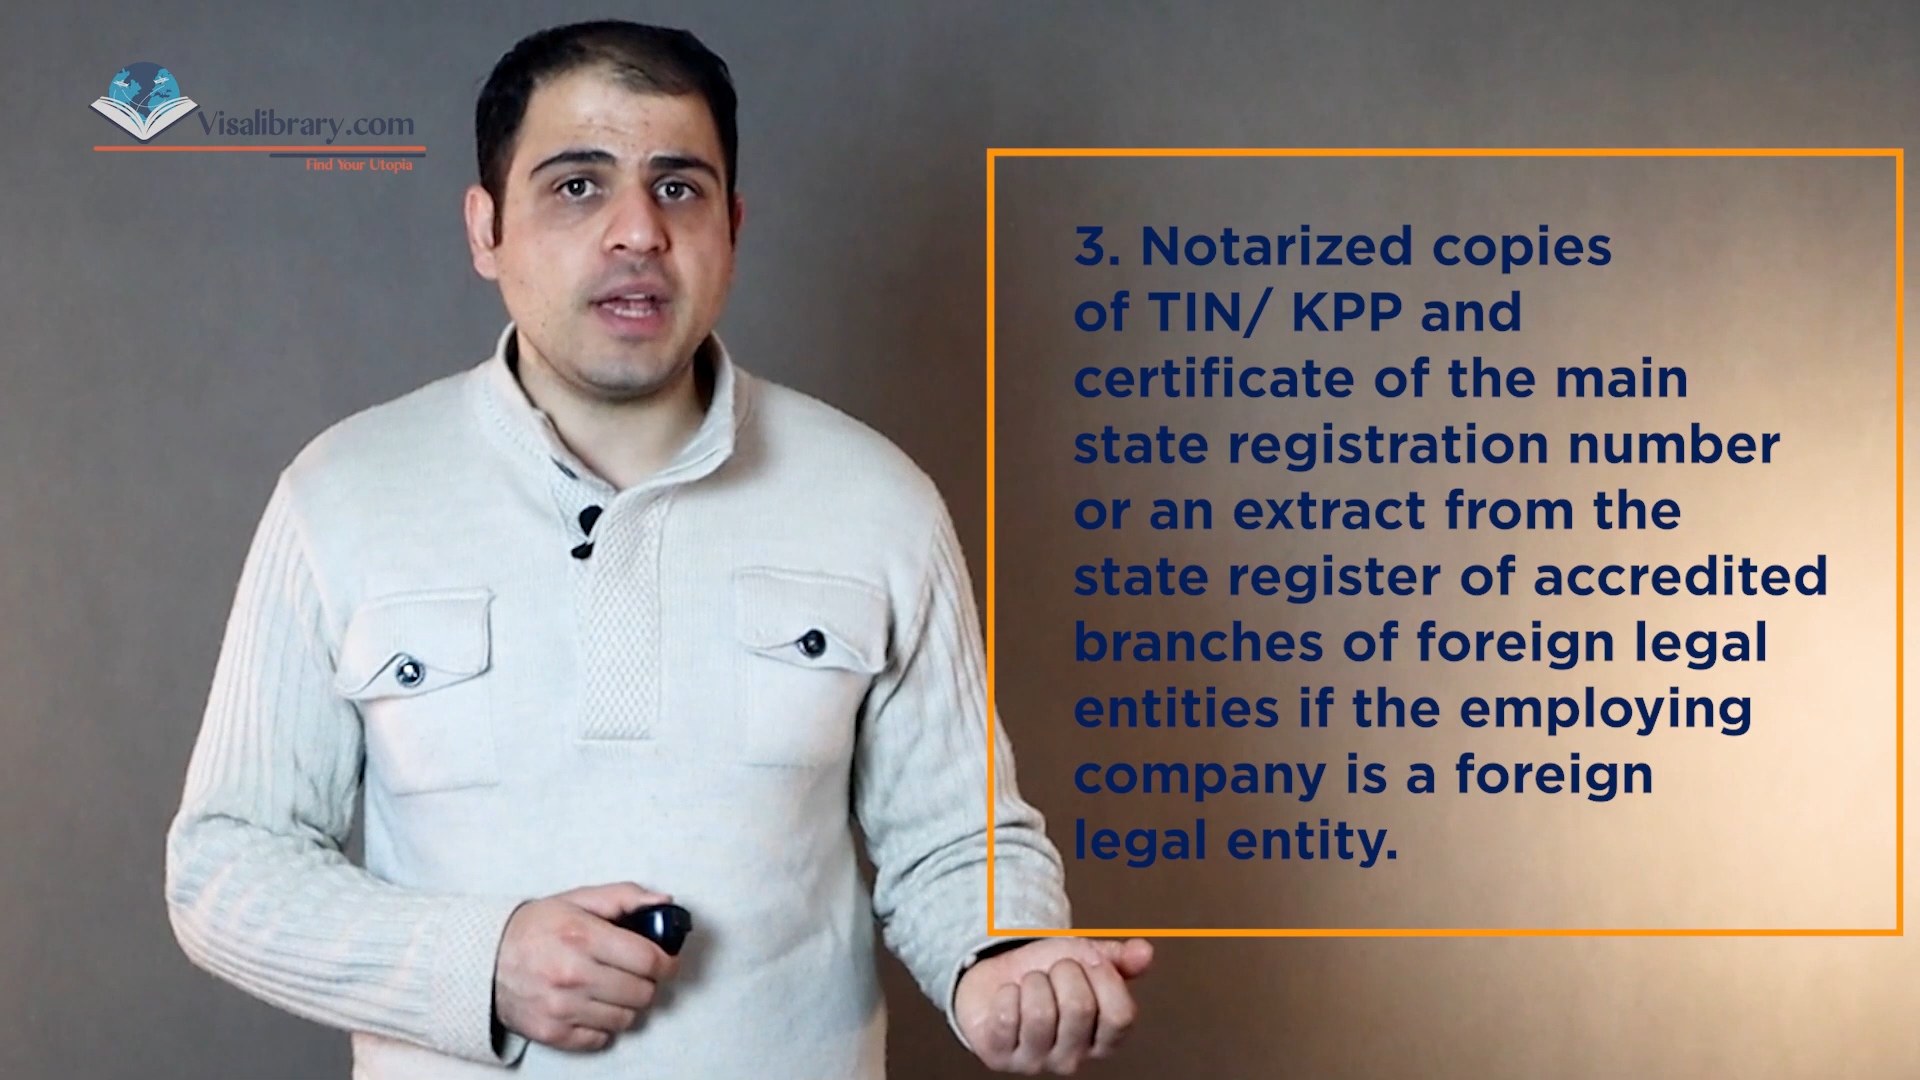 Visalibrary.com
Find Your Utopia
3. Notarized copies
of TIN/ KPP and
certificate of the main
state registration number
or an extract from the
state register of accredited
branches of foreign legal
entities if the employing
company is a foreign
legal entity.